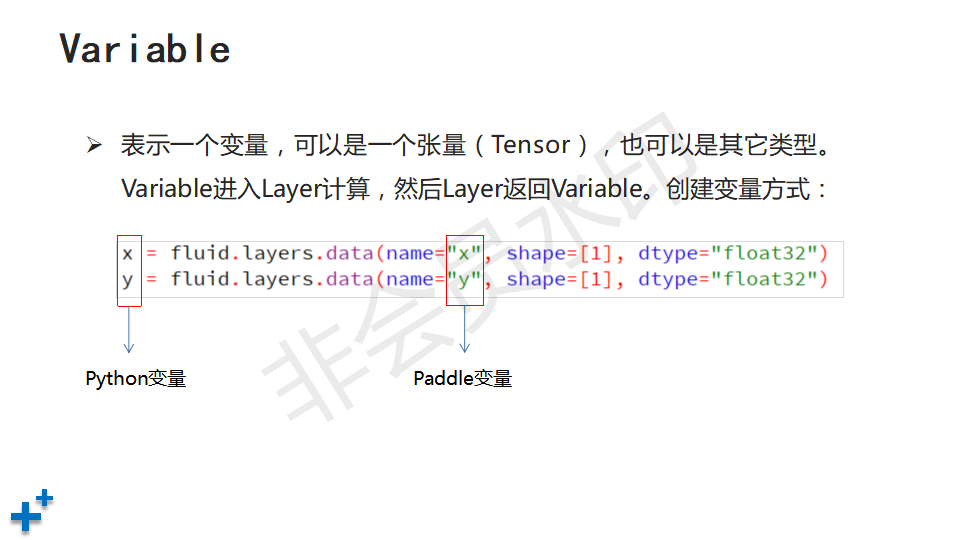 Variable
表示一个变量，可以是一个张量（Tensor），也可以是其它类型。
Variable进入Layer计算，然后Layer返回Variable。创建变量方式：
x = fluid.layers.data(name="x", shape=[1], dtype="float32")
y = fluid.layers.data(name="y", shape=[1], dtype="float32")
Python变量
Paddle变量
非会员水印